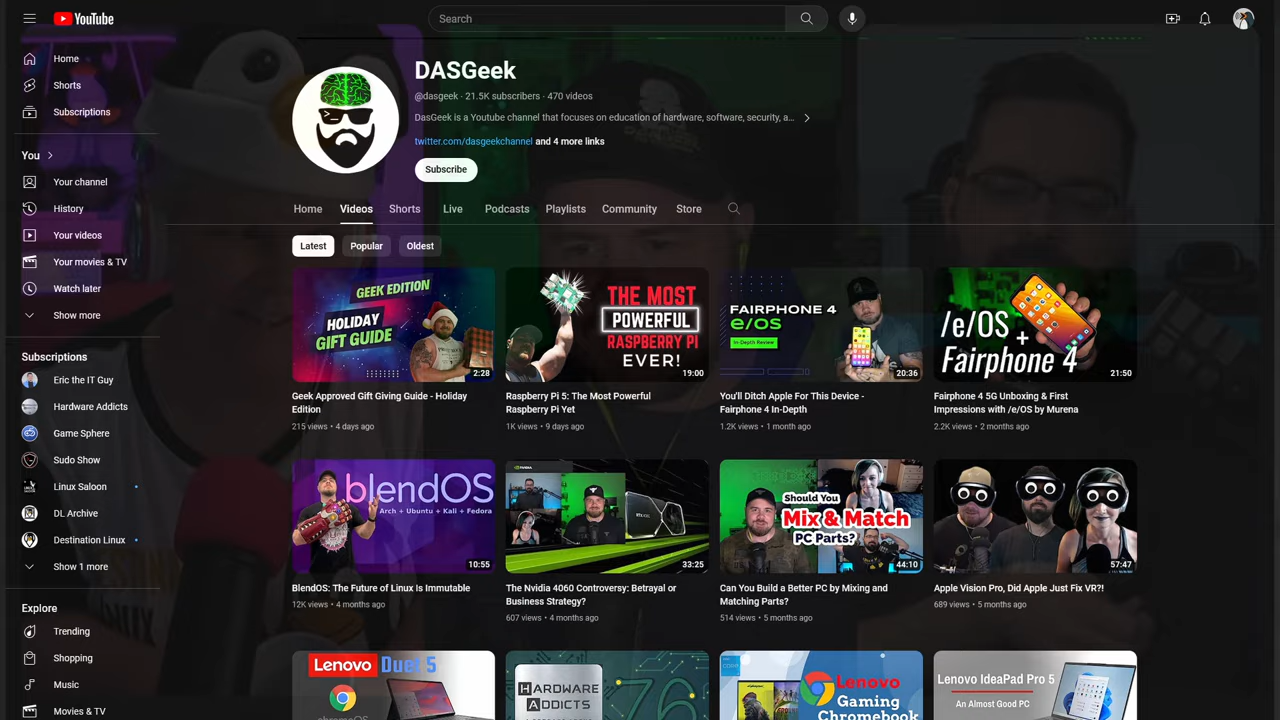 YouTube
Search
Home
Shorts
Subscriptions
You
Your channel
History
Your videos
Your movies & TV
Watch later
Show more
Subscriptions
Eric the IT Guy
Hardware Addicts
Game Sphere
Sudo Show
Linux Saloon
DL Archive
Destination Linux
Show 1 more
Explore
Trending
Shopping
Music
Movies & TV
DASGeek
@dasgeek · 21.5K subscribers · 470 videos
DasGeek is a Youtube channel that focuses on education of hardware, software, security, a...
twitter.com/dasgeekchannel and 4 more links
Subscribe
Home Videos Shorts Live Podcasts Playlists Community Store
Latest Popular Oldest
GEEK EDITION
HOLIDAY
GIFT GUIDE
2:28
Geek Approved Gift Giving Guide - Holiday
Edition
215 views • 4 days ago
THE MOST
POWERFUL
RASPBERRY PI
EVER!
19:00
Raspberry Pi 5: The Most Powerful
Raspberry Pi Yet
1K views • 9 days ago
FAIRPHONE 4
e/OS
In-Depth Review
20:36
You'll Ditch Apple For This Device -
Fairphone 4 In-Depth
1.2K views • 1 month ago
/e/OS
+
Fairphone 4
21:50
Fairphone 4 5G Unboxing & First
Impressions with /e/OS by Murena
2.2K views • 2 months ago
blendOS
Arch + Ubuntu + Kali + Fedora
10:55
BlendOS: The Future of Linux Is Immutable
12K views • 4 months ago
33:25
The Nvidia 4060 Controversy: Betrayal or
Business Strategy?
607 views • 4 months ago
Should You
Mix & Match
PC Parts?
44:10
Can You Build a Better PC by Mixing and
Matching Parts?
514 views • 5 months ago
57:47
Apple Vision Pro, Did Apple Just Fix VR?!
689 views • 5 months ago
Lenovo Duet 5
chromeOS
HARDWARE
ADDICTS
76
Lenovo
Gaming
Chromebook
Lenovo IdeaPad Pro 5
An Almost Good PC